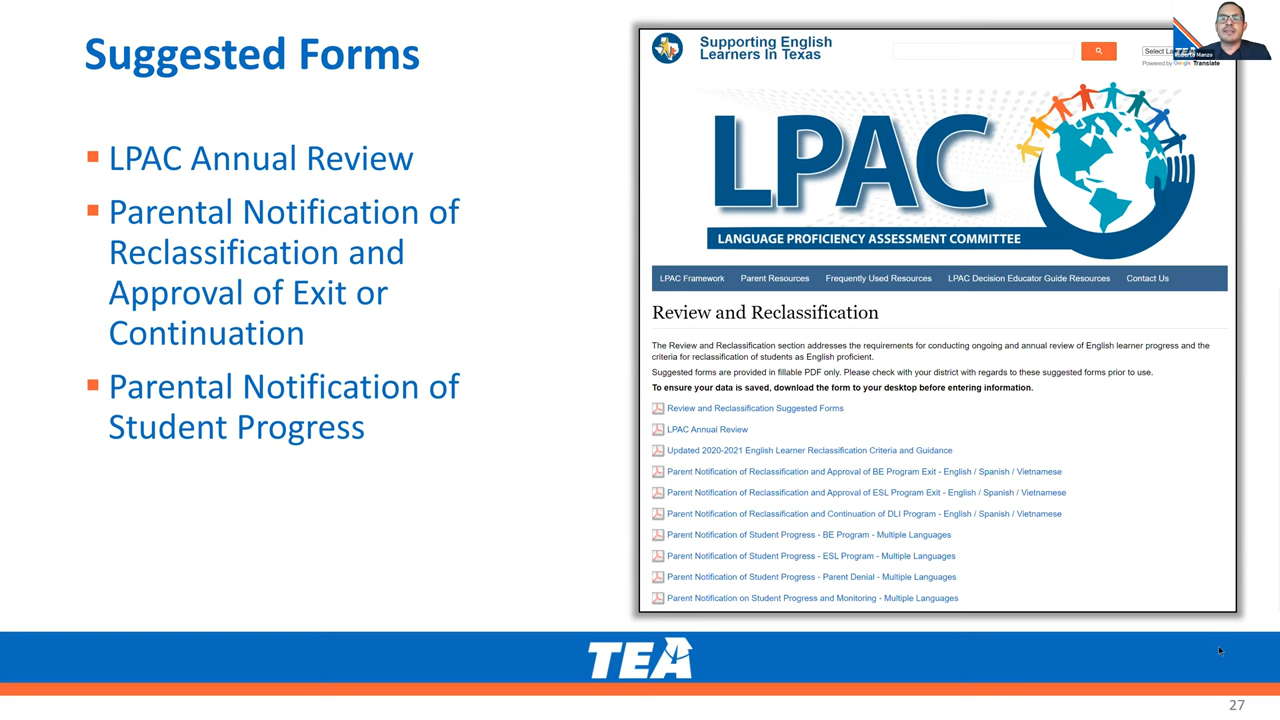 Suggested Forms
LPAC Annual Review
Parental Notification of
Reclassification and
Approval of Exit or
Continuation
Parental Notification of
Student Progress
Supporting English
Learners In Texas
Select La
Powered by Google Translate
TEA
Roberto Manzo
LPAC
LANGUAGE PROFICIENCY ASSESSMENT COMMITTEE
LPAC Framework Parent Resources Frequently Used Resources LPAC Decision Educator Guide Resources Contact Us
Review and Reclassification
The Review and Reclassification section addresses the requirements for conducting ongoing and annual review of English learner progress and the
criteria for reclassification of students as English proficient.
Suggested forms are provided in fillable PDF only. Please check with your district with regards to these suggested forms prior to use.
To ensure your data is saved, download the form to your desktop before entering information.
Review and Reclassification Suggested Forms
LPAC Annual Review
Updated 2020-2021 English Learner Reclassification Criteria and Guidance
Parent Notification of Reclassification and Approval of BE Program Exit - English / Spanish / Vietnamese
Parent Notification of Reclassification and Approval of ESL Program Exit - English / Spanish / Vietnamese
Parent Notification of Reclassification and Continuation of DLI Program - English / Spanish / Vietnamese
Parent Notification of Student Progress - BE Program - Multiple Languages
Parent Notification of Student Progress - ESL Program - Multiple Languages
Parent Notification of Student Progress - Parent Denial - Multiple Languages
Parent Notification on Student Progress and Monitoring - Multiple Languages
TEA
27